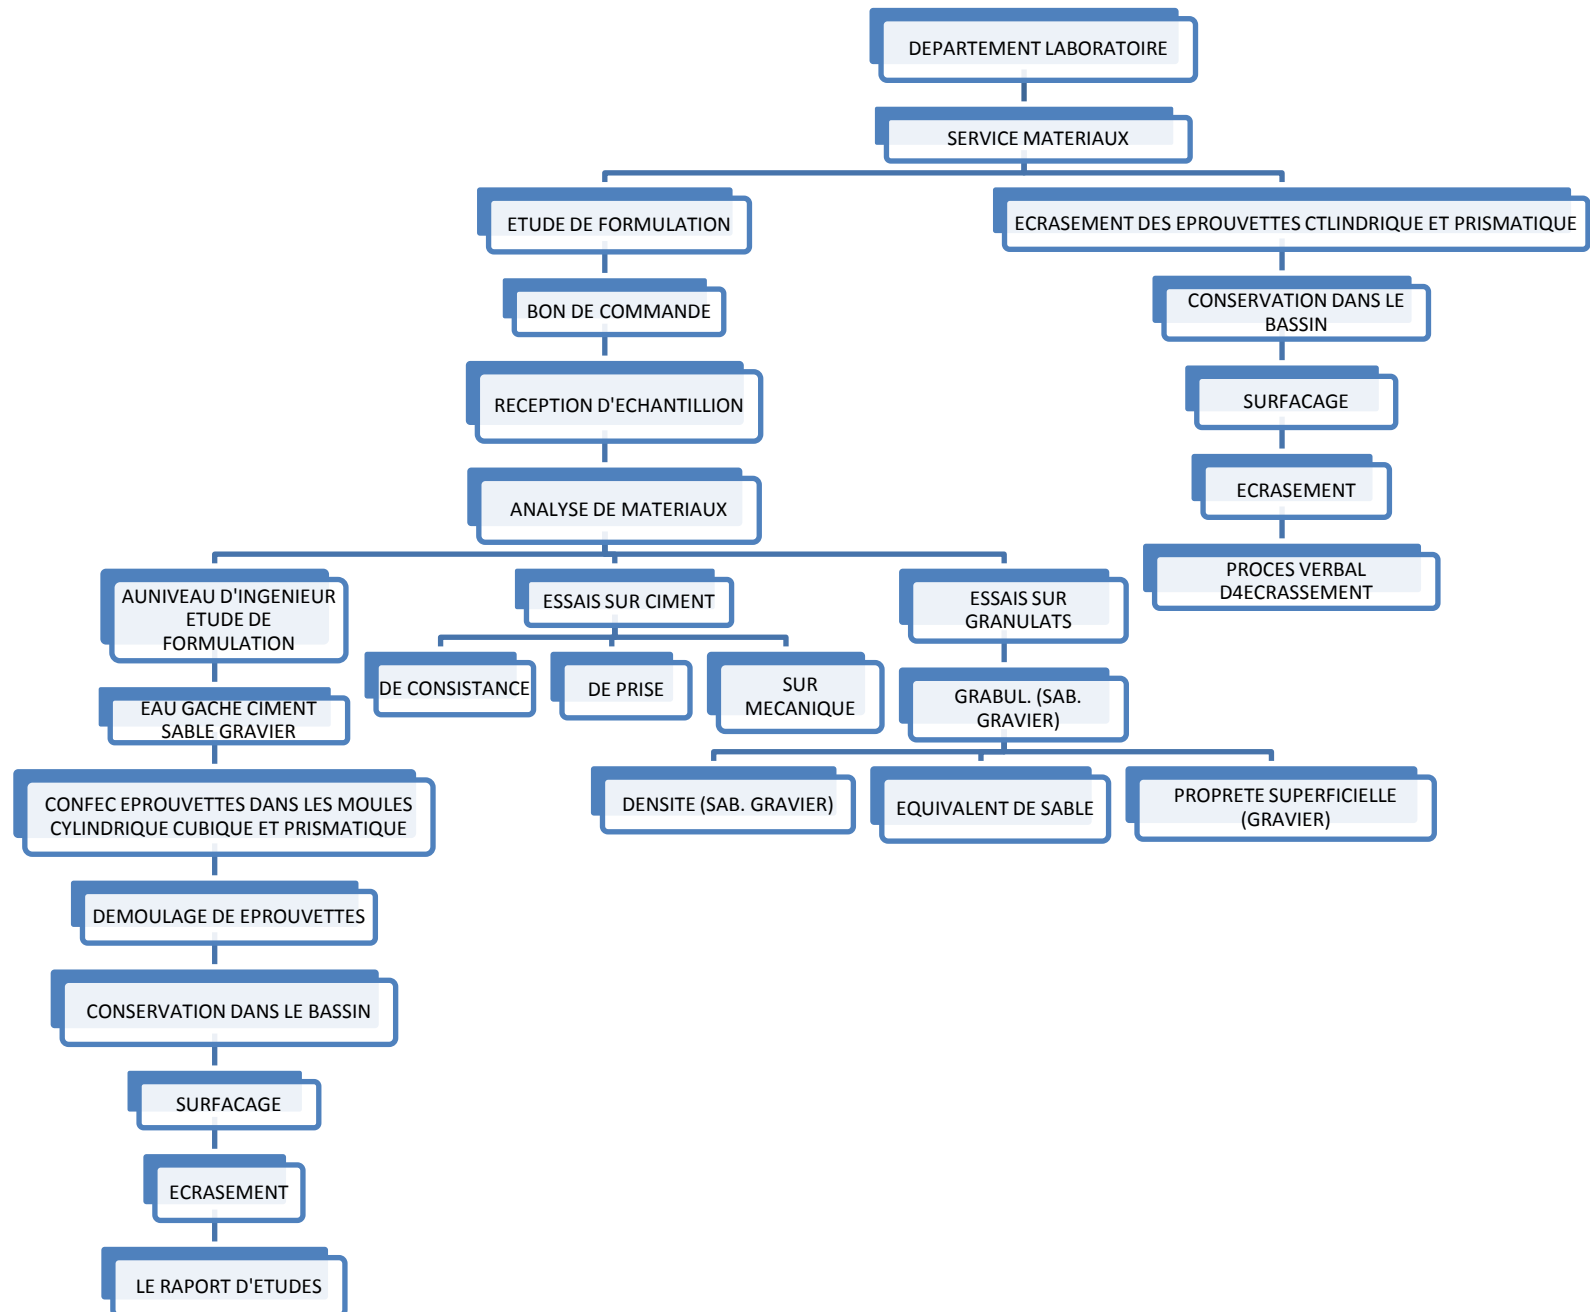 DEPARTEMENT LABORATOIRE
SERVICE MATERIAUX
ETUDE DE FORMULATION
ECRASEMENT DES EPROUVETTES CTLINDRIQUE ET PRISMATIQUE
BON DE COMMANDE
CONSERVATION DANS LE
BASSIN
RECEPTION D'ECHANTILLION
SURFACAGE
ANALYSE DE MATERIAUX
ECRASEMENT
PROCES VERBAL
D4ECRASSEMENT
AUNIVEAU D'INGENIEUR
ETUDE DE
FORMULATION
ESSAIS SUR CIMENT
ESSAIS SUR
GRANULATS
DE CONSISTANCE
DE PRISE
SUR
MECANIQUE
GRABUL. (SAB.
GRAVIER)
EAU GACHE CIMENT
SABLE GRAVIER
DENSITE (SAB. GRAVIER)
EQUIVALENT DE SABLE
PROPRETE SUPERFICIELLE
(GRAVIER)
CONFEC EPROUVETTES DANS LES MOULES
CYLINDRIQUE CUBIQUE ET PRISMATIQUE
DEMOULAGE DE EPROUVETTES
CONSERVATION DANS LE BASSIN
SURFACAGE
ECRASEMENT
LE RAPORT D'ETUDES